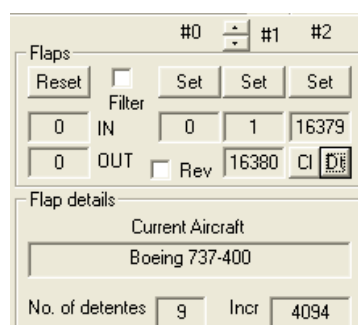 #0 #1 #2
Flaps
Reset Set Set Set
Filter
0 IN 0 1 16379
0 OUT Rev 16380 Cl
Flap details
Current Aircraft
Boeing 737-400
No. of detentes 9 Incr 4094